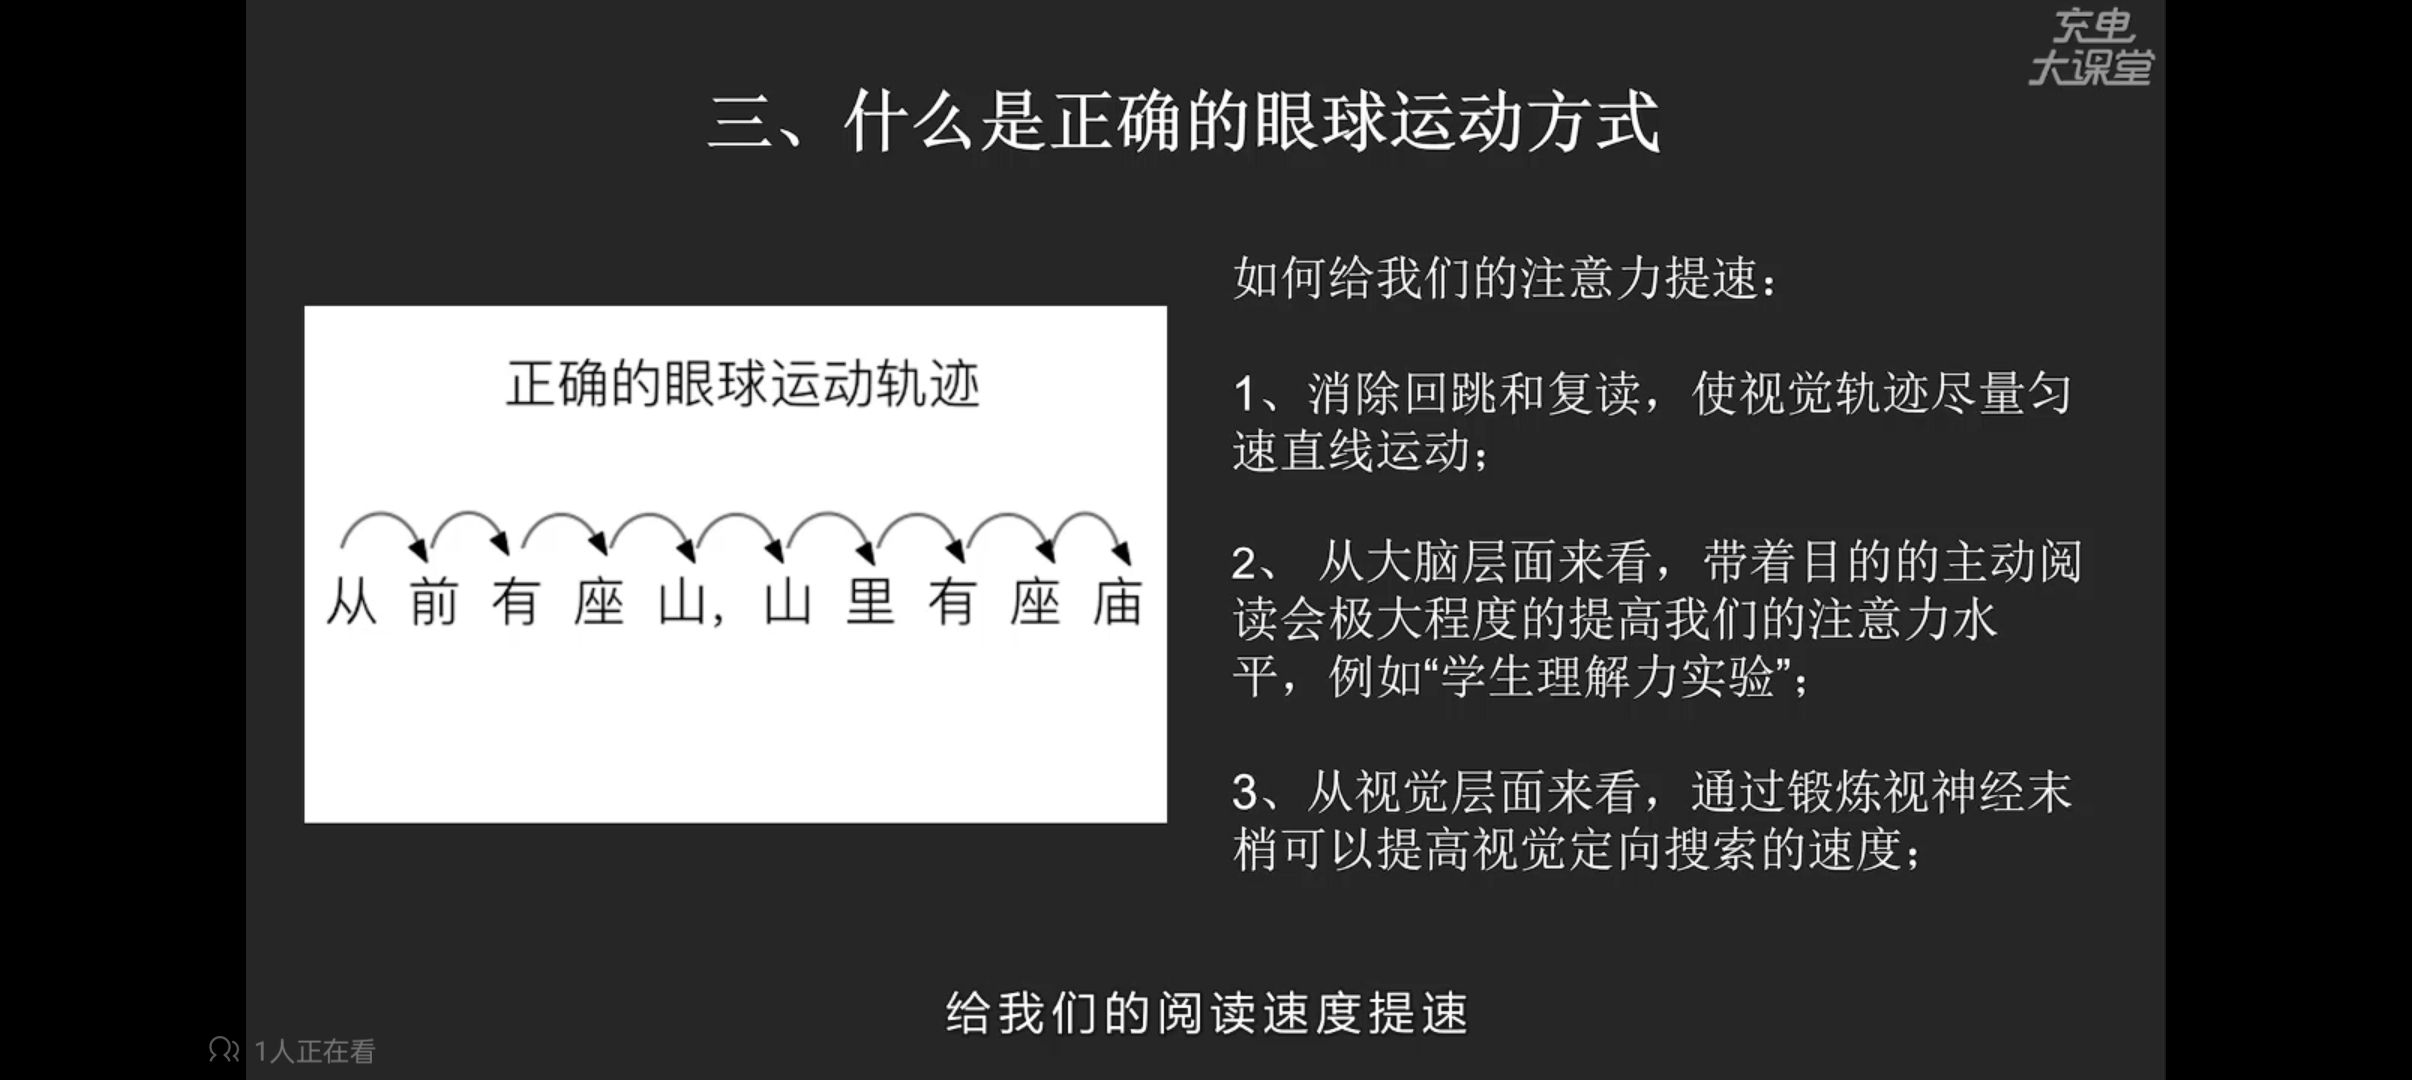 充电
大课堂
三、什么是正确的眼球运动方式
正确的眼球运动轨迹
从 前 有 座 山, 山 里 有 座 庙
如何给我们的注意力提速：
1、消除回跳和复读，使视觉轨迹尽量匀
速直线运动；
2、 从大脑层面来看，带着目的的主动阅
读会极大程度的提高我们的注意力水
平，例如“学生理解力实验”；
3、从视觉层面来看，通过锻炼视神经末
梢可以提高视觉定向搜索的速度；
给我们的阅读速度提速
1人正在看